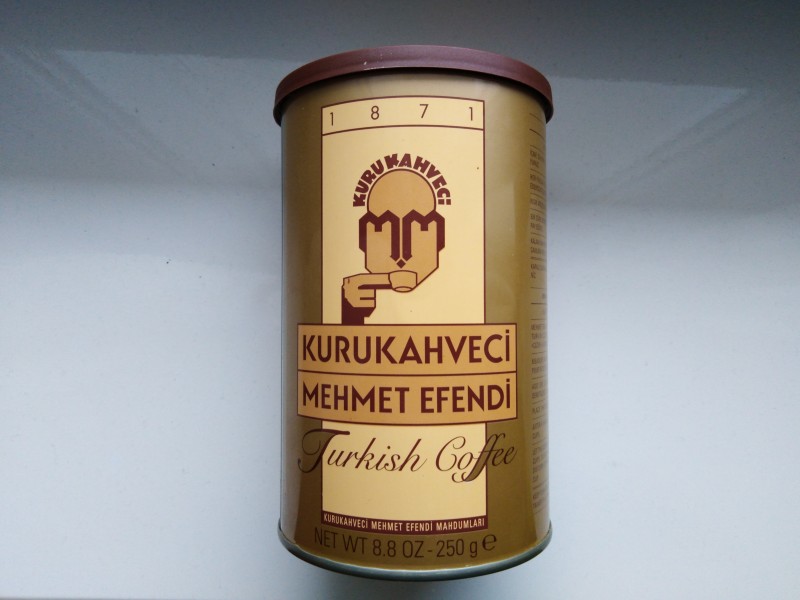 1 8 7 1
KURUKAHVECİ
MM
KURUKAHVECİ
MEHMET EFENDİ
Turkish Coffee
KURUKAHVECİ MEHMET EFENDİ MAHDUMLARI
NET WT 8.8 OZ - 250 g e